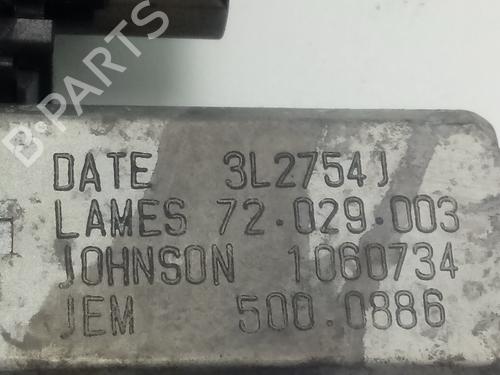 B-PARTS
DATE 3L2754J
LAMES 72.029.003
JOHNSON 1060734
JEM 500.0886